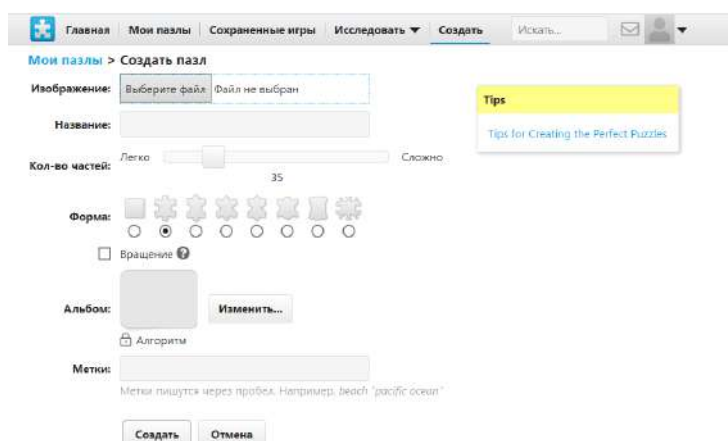 Главная Мои пазлы Сохраненные игры Исследовать Создать Искать...
Мои пазлы > Создать пазл
Изображение: Выберите файл Файл не выбран
Tips
Название:
Tips for Creating the Perfect Puzzles
Кол-во частей: Легко Сложно
35
Форма:
Вращение ?
Альбом: Изменить...
Алгоритм
Метки:
Метки пишутся через пробел. Например, beach "pacific ocean"
Создать Отмена